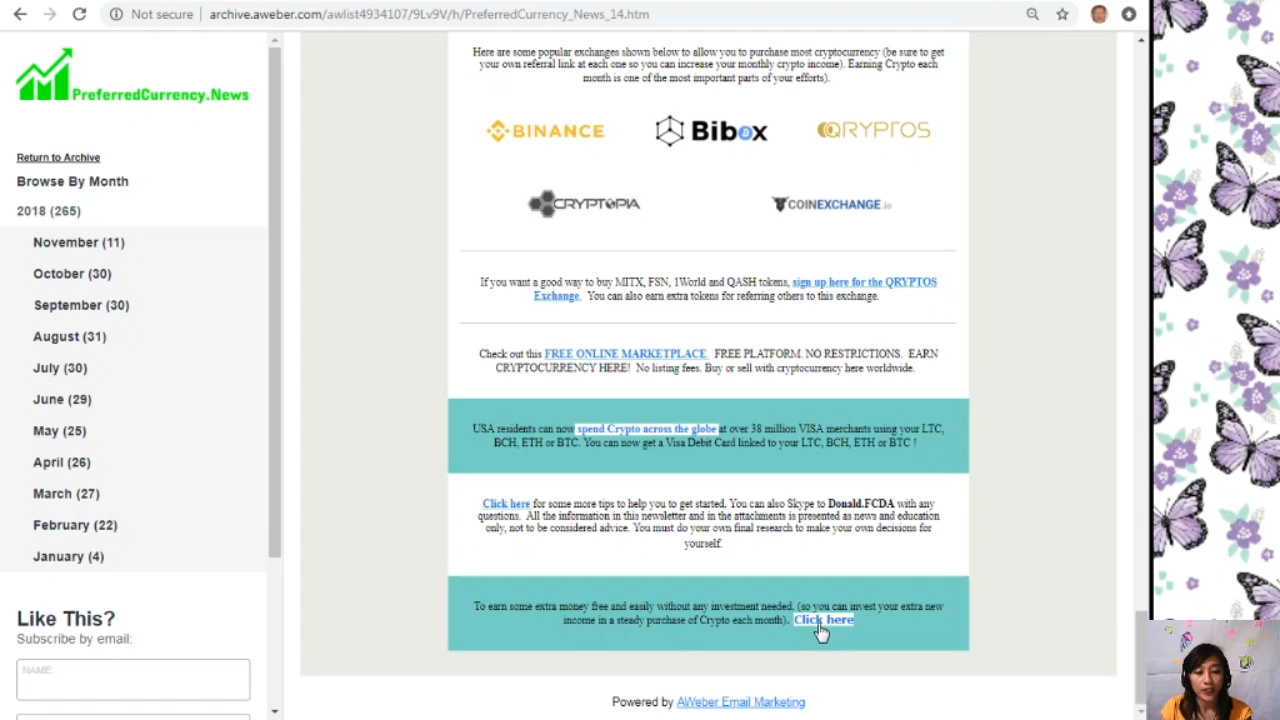 Not secure | archive.aweber.com/awlist4934107/9Lv9V/h/PreferredCurrency_News_14.htm
PreferredCurrency.News
Return to Archive
Browse By Month
2018 (265)
November (11)
October (30)
September (30)
August (31)
July (30)
June (29)
May (25)
April (26)
March (27)
February (22)
January (4)
Like This?
Subscribe by email:
NAME:
Here are some popular exchanges shown below to allow you to purchase most cryptocurrency (be sure to get
your own referral link at each one so you can increase your monthly crypto income). Earning Crypto each
month is one of the most important parts of your efforts).
BINANCE
Bibox
QRYPTOS
CRYPTOPIA
COINEXCHANGE.io
If you want a good way to buy MITX, FSN, 1World and QASH tokens, sign up here for the QRYPTOS
Exchange. You can also earn extra tokens for referring others to this exchange.
Check out this FREE ONLINE MARKETPLACE. FREE PLATFORM. NO RESTRICTIONS. EARN
CRYPTOCURRENCY HERE! No listing fees. Buy or sell with cryptocurrency here worldwide.
USA residents can now spend Crypto across the globe at over 38 million VISA merchants using your LTC,
BCH, ETH or BTC. You can now get a Visa Debit Card linked to your LTC, BCH, ETH or BTC !
Click here for some more tips to help you to get started. You can also Skype to Donald.FCDA with any
questions. All the information in this newsletter and in the attachments is presented as news and education
only, not to be considered advice. You must do your own final research to make your own decisions for
yourself.
To earn some extra money free and easily without any investment needed. (so you can invest your extra new
income in a steady purchase of Crypto each month). Click here
Powered by AWeber Email Marketing